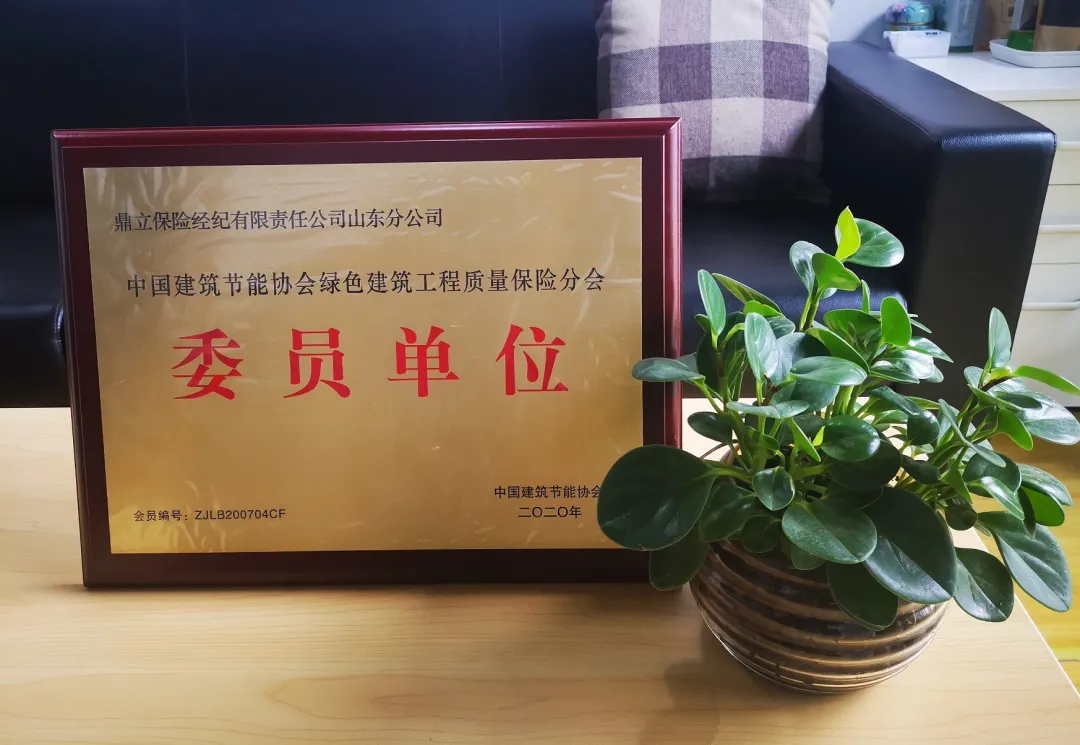 鼎立保险经纪有限责任公司山东分公司
中国建筑节能协会绿色建筑工程质量保险分会
委员单位
中国建筑节能协会
会员编号：ZJLB200704CF
二〇二〇年